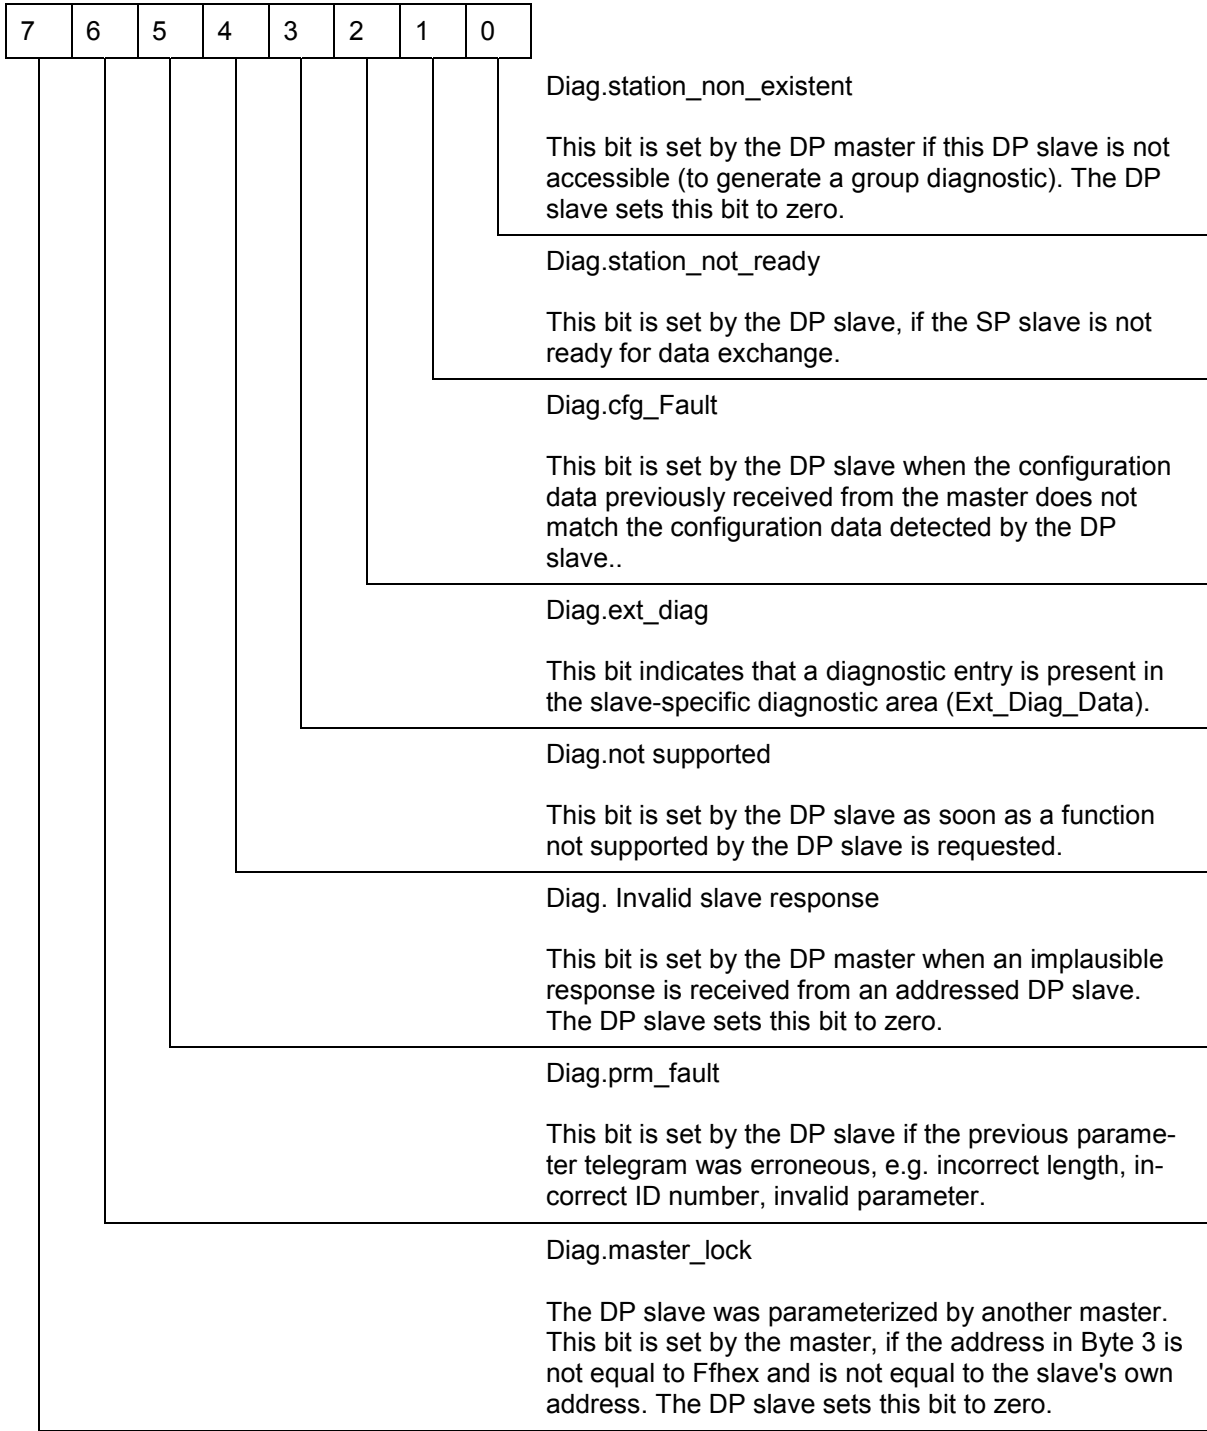 7 6 5 4 3 2 1 0
Diag.station_non_existent
This bit is set by the DP master if this DP slave is not
accessible (to generate a group diagnostic). The DP
slave sets this bit to zero.
Diag.station_not_ready
This bit is set by the DP slave, if the SP slave is not
ready for data exchange.
Diag.cfg_Fault
This bit is set by the DP slave when the configuration
data previously received from the master does not
match the configuration data detected by the DP
slave..
Diag.ext_diag
This bit indicates that a diagnostic entry is present in
the slave-specific diagnostic area (Ext_Diag_Data).
Diag.not supported
This bit is set by the DP slave as soon as a function
not supported by the DP slave is requested.
Diag. Invalid slave response
This bit is set by the DP master when an implausible
response is received from an addressed DP slave.
The DP slave sets this bit to zero.
Diag.prm_fault
This bit is set by the DP slave if the previous parame-
ter telegram was erroneous, e.g. incorrect length, in-
correct ID number, invalid parameter.
Diag.master_lock
The DP slave was parameterized by another master.
This bit is set by the master, if the address in Byte 3 is
not equal to Ffhex and is not equal to the slave's own
address. The DP slave sets this bit to zero.